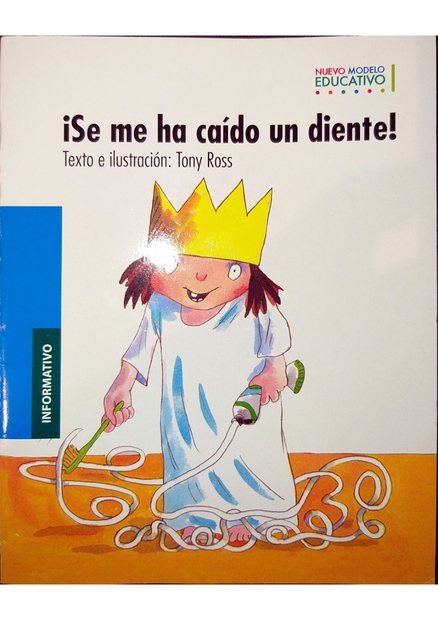 NUEVO MODELO
EDUCATIVO
¡Se me ha caído un diente!
Texto e ilustración: Tony Ross
INFORMATIVO